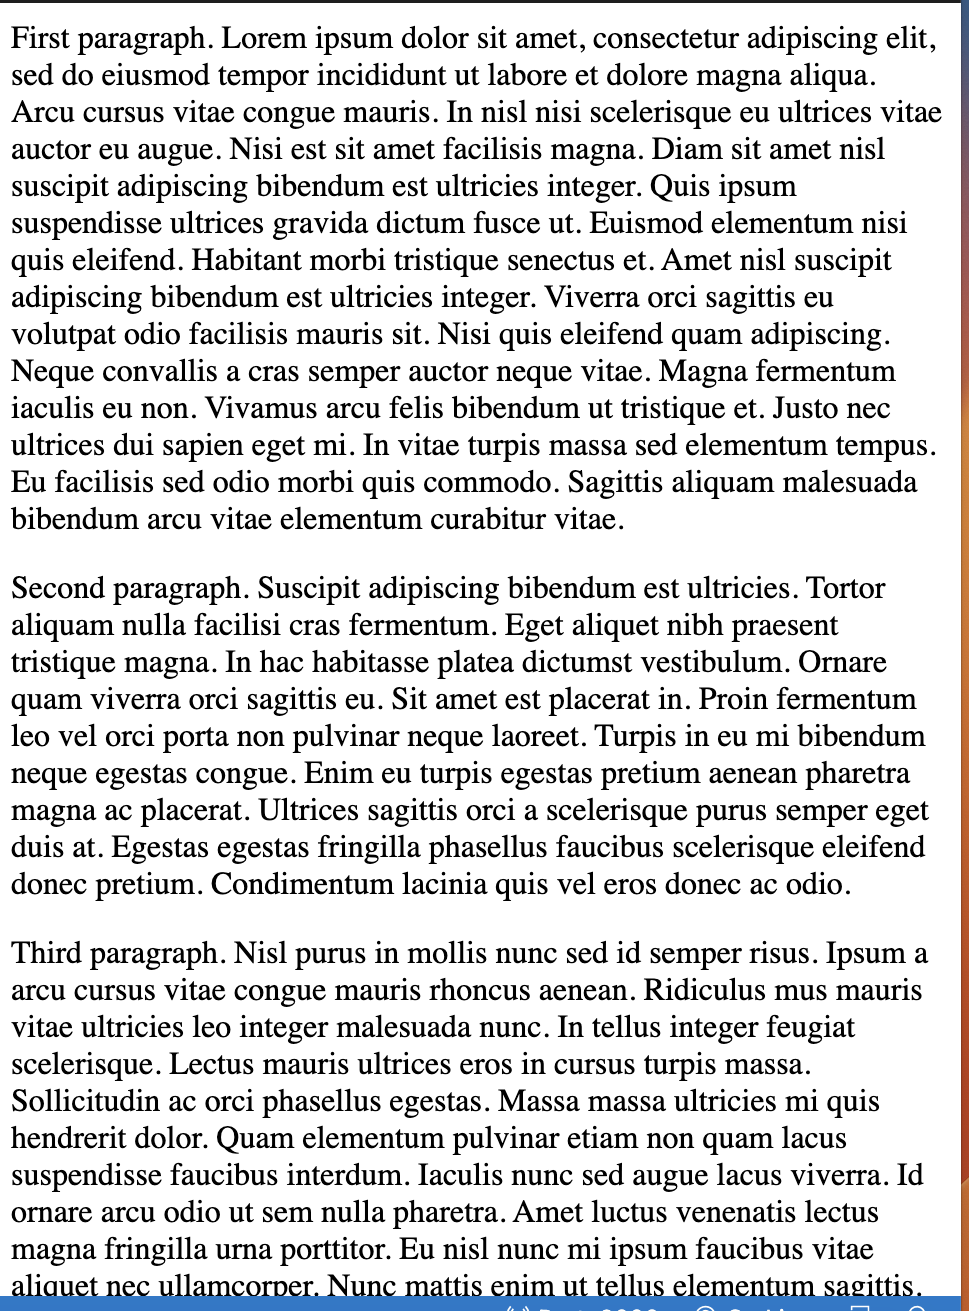 First paragraph. Lorem ipsum dolor sit amet, consectetur adipiscing elit,
sed do eiusmod tempor incididunt ut labore et dolore magna aliqua.
Arcu cursus vitae congue mauris. In nisl nisi scelerisque eu ultrices vitae
auctor eu augue. Nisi est sit amet facilisis magna. Diam sit amet nisl
suscipit adipiscing bibendum est ultricies integer. Quis ipsum
suspendisse ultrices gravida dictum fusce ut. Euismod elementum nisi
quis eleifend. Habitant morbi tristique senectus et. Amet nisl suscipit
adipiscing bibendum est ultricies integer. Viverra orci sagittis eu
volutpat odio facilisis mauris sit. Nisi quis eleifend quam adipiscing.
Neque convallis a cras semper auctor neque vitae. Magna fermentum
iaculis eu non. Vivamus arcu felis bibendum ut tristique et. Justo nec
ultrices dui sapien eget mi. In vitae turpis massa sed elementum tempus.
Eu facilisis sed odio morbi quis commodo. Sagittis aliquam malesuada
bibendum arcu vitae elementum curabitur vitae.
Second paragraph. Suscipit adipiscing bibendum est ultricies. Tortor
aliquam nulla facilisi cras fermentum. Eget aliquet nibh praesent
tristique magna. In hac habitasse platea dictumst vestibulum. Ornare
quam viverra orci sagittis eu. Sit amet est placerat in. Proin fermentum
leo vel orci porta non pulvinar neque laoreet. Turpis in eu mi bibendum
neque egestas congue. Enim eu turpis egestas pretium aenean pharetra
magna ac placerat. Ultrices sagittis orci a scelerisque purus semper eget
duis at. Egestas egestas fringilla phasellus faucibus scelerisque eleifend
donec pretium. Condimentum lacinia quis vel eros donec ac odio.
Third paragraph. Nisl purus in mollis nunc sed id semper risus. Ipsum a
arcu cursus vitae congue mauris rhoncus aenean. Ridiculus mus mauris
vitae ultricies leo integer malesuada nunc. In tellus integer feugiat
scelerisque. Lectus mauris ultrices eros in cursus turpis massa.
Sollicitudin ac orci phasellus egestas. Massa massa ultricies mi quis
hendrerit dolor. Quam elementum pulvinar etiam non quam lacus
suspendisse faucibus interdum. Iaculis nunc sed augue lacus viverra. Id
ornare arcu odio ut sem nulla pharetra. Amet luctus venenatis lectus
magna fringilla urna porttitor. Eu nisl nunc mi ipsum faucibus vitae
aliquet nec ullamcorper. Nunc mattis enim ut tellus elementum sagittis.